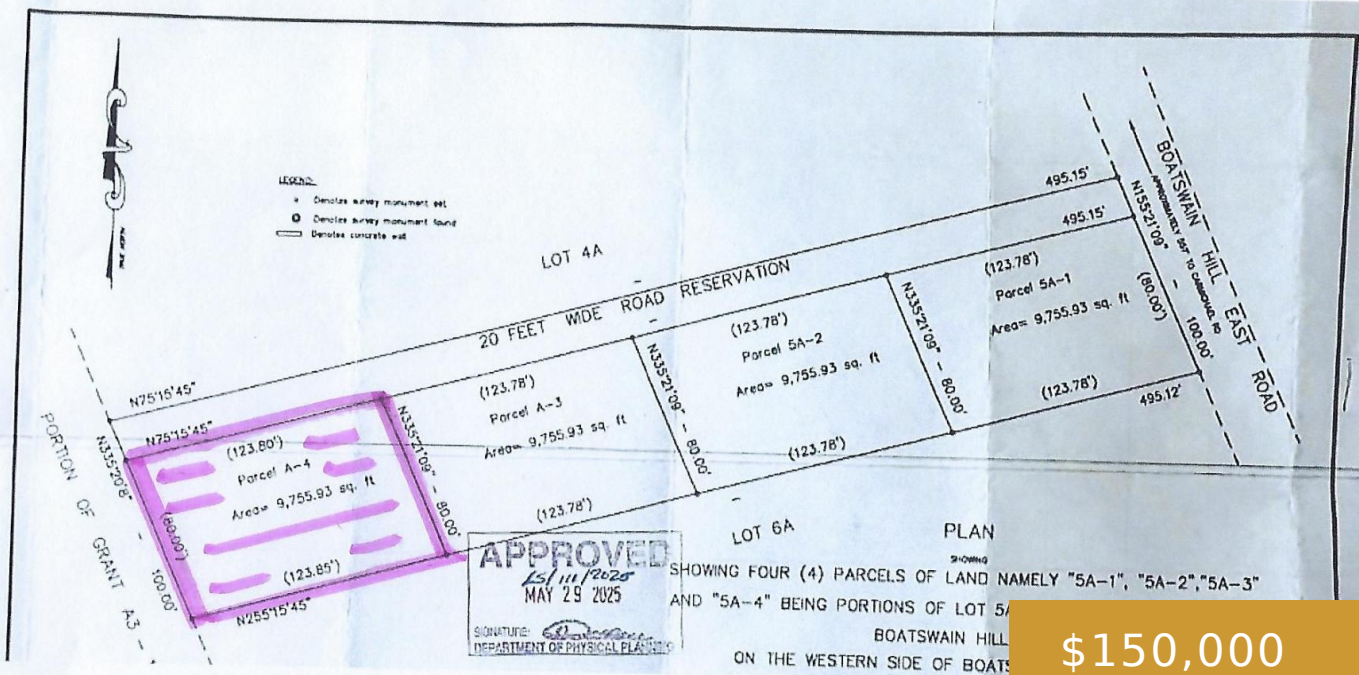 LEGEND:
Denotes survey monument set
Denotes survey monument found
Denotes concrete wall
LOT 4A
20 FEET WIDE ROAD RESERVATION
495.15'
495.15'
BOATSWAIN HILL EAST ROAD
N155°21'09" - 100.00'
(80.00')
N75°15'45"
N75°15'45"
(123.80')
Parcel A-4
Area= 9,755.93 sq. ft
(123.85')
N255°15'45"
N335°20'8" - 100.00'
(80.00')
PORTION OF GRANT A3
N335°21'09" - 80.00'
(123.78')
Parcel A-3
Area= 9,755.93 sq. ft
(123.78')
N335°21'09" - 80.00'
(123.78')
Parcel 5A-2
Area= 9,755.93 sq. ft
(123.78')
N335°21'09" - 80.00'
(123.78')
Parcel 5A-1
Area= 9,755.93 sq. ft
(123.78')
495.12'
LOT 6A
APPROVED
LS/111/2025
MAY 29 2025
SIGNATURE:
DEPARTMENT OF PHYSICAL PLANNING
PLAN
SHOWING
SHOWING FOUR (4) PARCELS OF LAND NAMELY "5A-1", "5A-2","5A-3"
AND "5A-4" BEING PORTIONS OF LOT 5A
BOATSWAIN HILL
ON THE WESTERN SIDE OF BOATS
$150,000